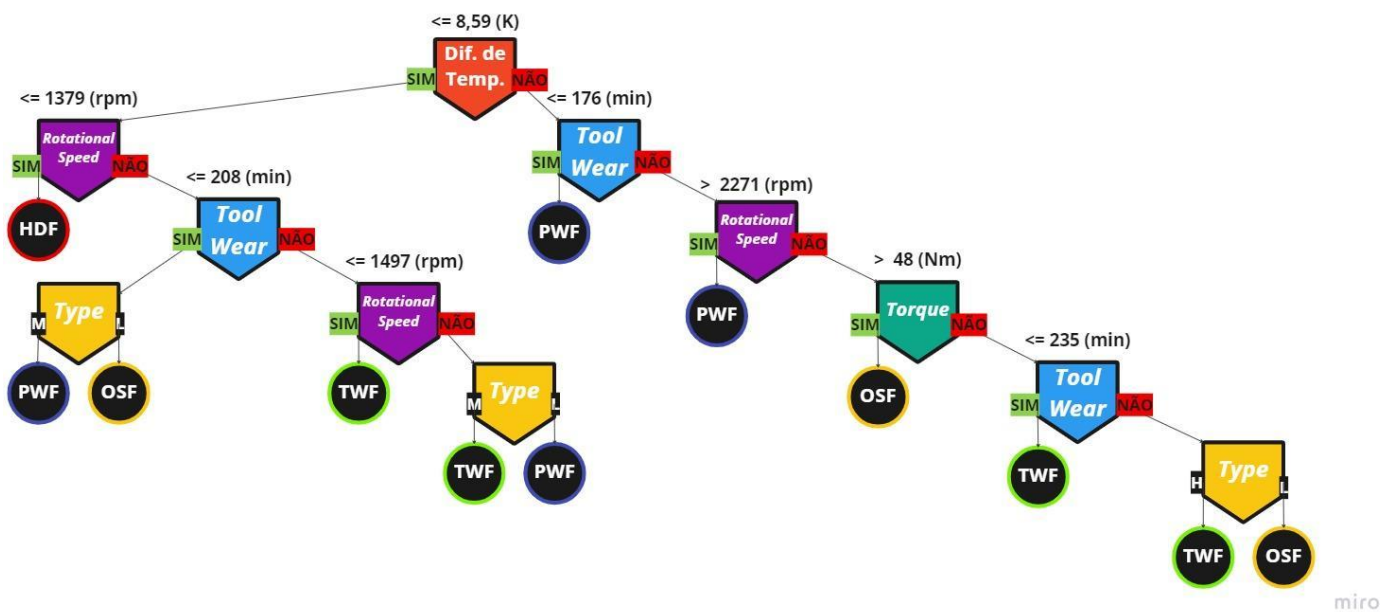 <= 8,59 (K)
Dif. de
Temp.
SIM
NÃO
<= 1379 (rpm)
Rotational
Speed
SIM
NÃO
HDF
<= 208 (min)
Tool
Wear
SIM
NÃO
Type
M
L
PWF
OSF
<= 1497 (rpm)
Rotational
Speed
SIM
NÃO
TWF
Type
M
L
TWF
PWF
<= 176 (min)
Tool
Wear
SIM
NÃO
PWF
> 2271 (rpm)
Rotational
Speed
SIM
NÃO
PWF
> 48 (Nm)
Torque
SIM
NÃO
OSF
<= 235 (min)
Tool
Wear
SIM
NÃO
TWF
Type
H
L
TWF
OSF
miro